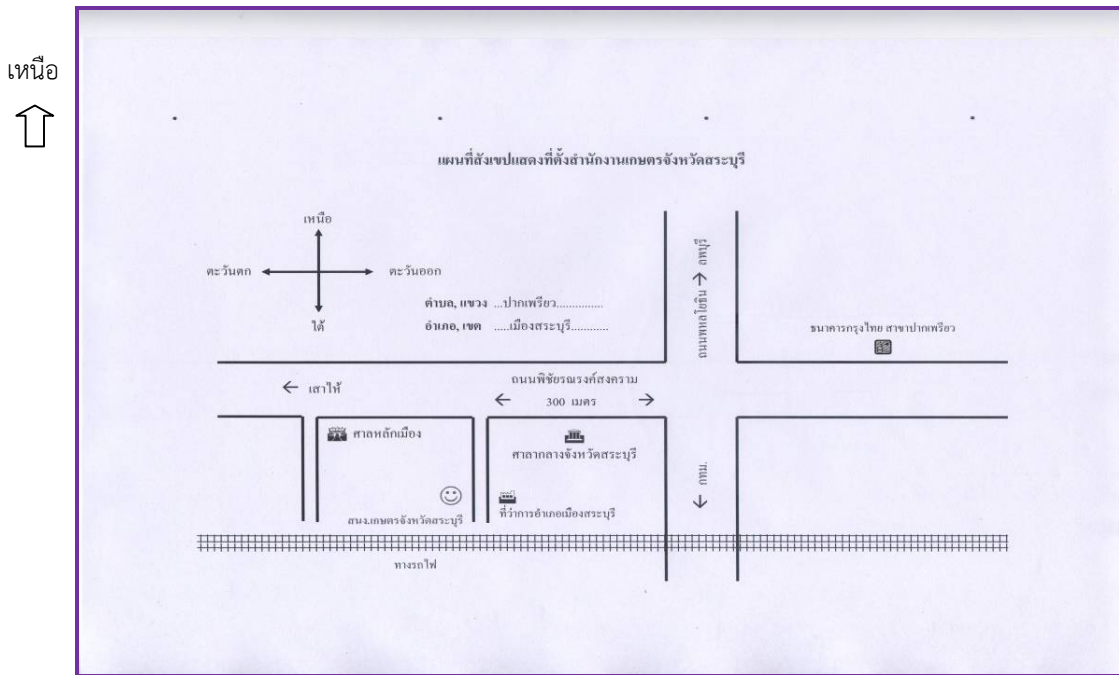 เหนือ
แผนที่สังเขปแสดงที่ตั้งสำนักงานเกษตรจังหวัดสระบุรี
เหนือ
ตะวันตก ตะวันออก
ใต้
ตำบล, แขวง ...ปากเพรียว..............
อำเภอ, เขต .....เมืองสระบุรี...........
ถนนพหลโยธิน → ลพบุรี
ธนาคารกรุงไทย สาขาปากเพรียว
← เสาให้
ถนนพิชัยรณรงค์สงคราม
← 300 เมตร →
ศาลหลักเมือง
ศาลากลางจังหวัดสระบุรี
← กทม.
สนง.เกษตรจังหวัดสระบุรี
ที่ว่าการอำเภอเมืองสระบุรี
ทางรถไฟ